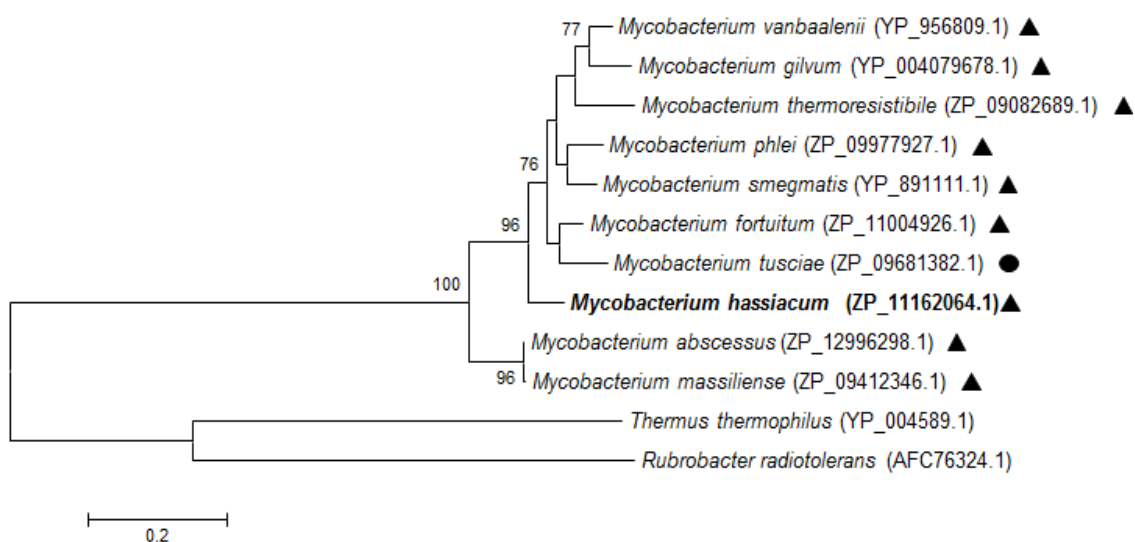 77
Mycobacterium vanbaalenii (YP_956809.1)
Mycobacterium gilvum (YP_004079678.1)
Mycobacterium thermoresistibile (ZP_09082689.1)
Mycobacterium phlei (ZP_09977927.1)
76
Mycobacterium smegmatis (YP_891111.1)
96
Mycobacterium fortuitum (ZP_11004926.1)
Mycobacterium tusciae (ZP_09681382.1)
100
Mycobacterium hassiacum (ZP_11162064.1)
Mycobacterium abscessus (ZP_12996298.1)
96
Mycobacterium massiliense (ZP_09412346.1)
Thermus thermophilus (YP_004589.1)
Rubrobacter radiotolerans (AFC76324.1)
0.2